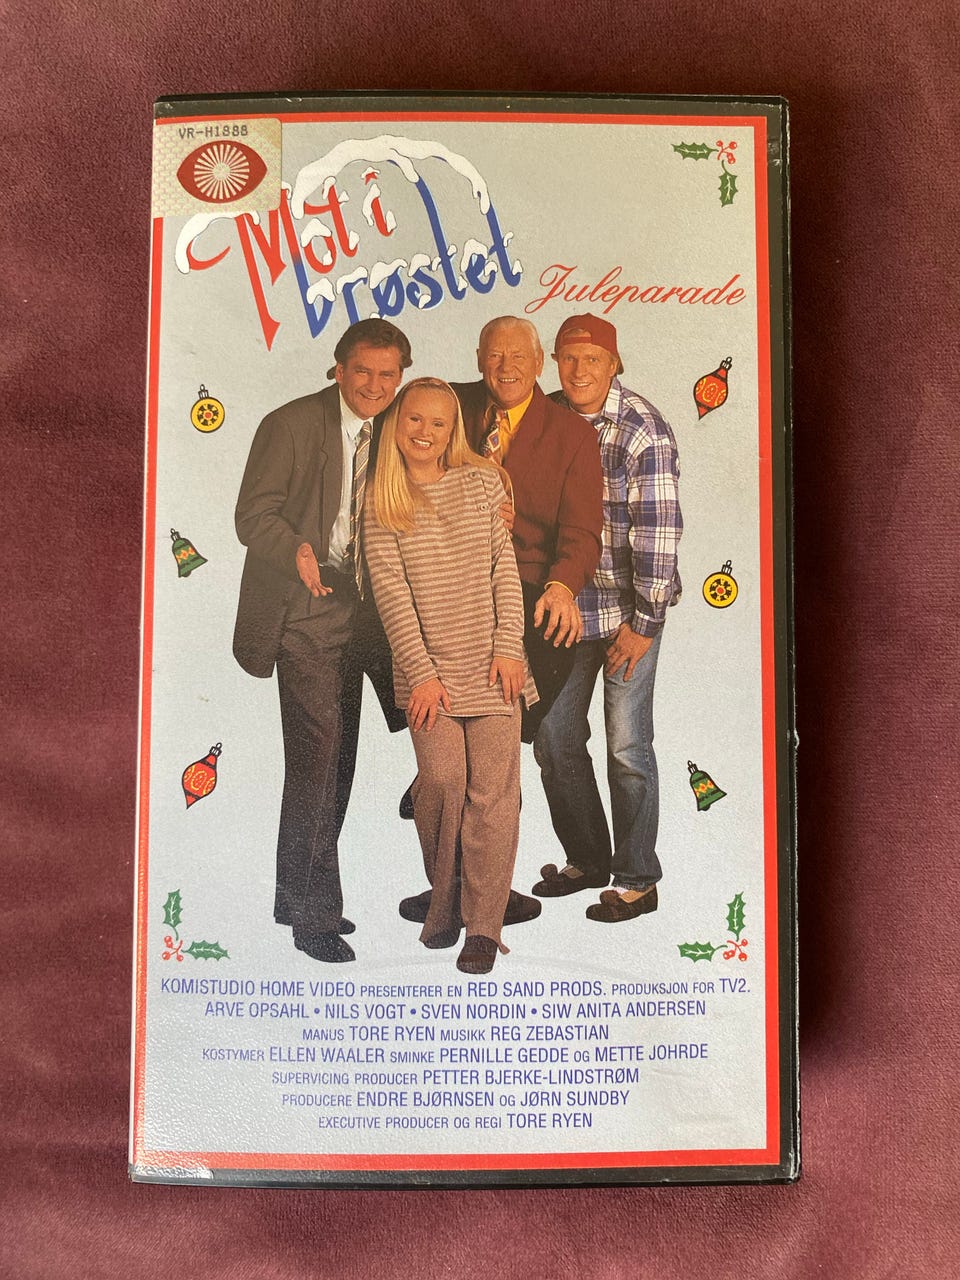 VR-H1888
Mot i
brøstet
Juleparade
KOMISTUDIO HOME VIDEO PRESENTERER EN RED SAND PRODS. PRODUKSJON FOR TV2.
ARVE OPSAHL • NILS VOGT • SVEN NORDIN • SIW ANITA ANDERSEN
MANUS TORE RYEN MUSIKK REG ZEBASTIAN
KOSTYMER ELLEN WAALER SMINKE PERNILLE GEDDE OG METTE JOHRDE
SUPERVICING PRODUCER PETTER BJERKE-LINDSTRØM
PRODUCERE ENDRE BJØRNSEN OG JØRN SUNDBY
EXECUTIVE PRODUCER OG REGI TORE RYEN